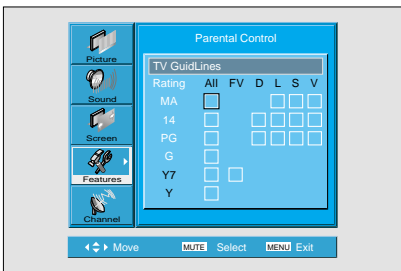 Parental Control
Picture
Sound
Screen
Features
Channel
TV GuidLines
Rating All FV D L S V
MA
14
PG
G
Y7
Y
Move MUTE Select MENU Exit